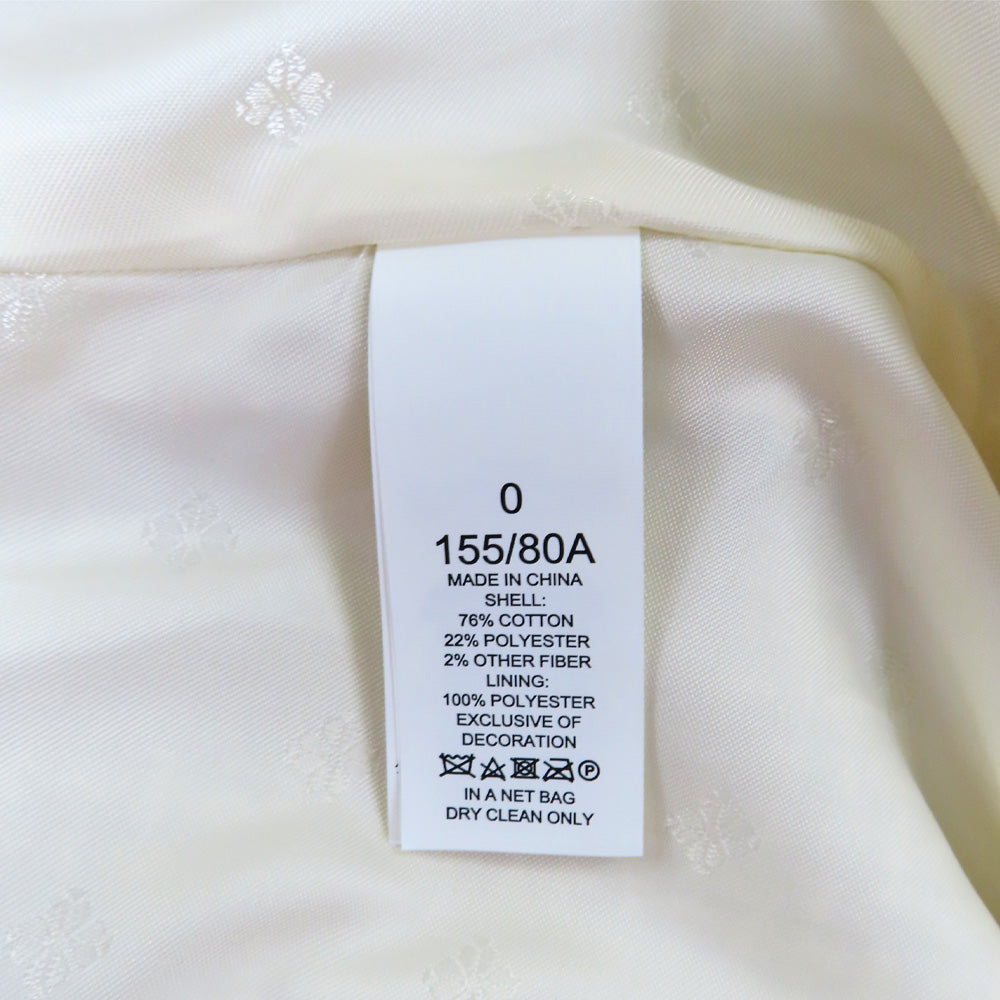 0
155/80A
MADE IN CHINA
SHELL:
76% COTTON
22% POLYESTER
2% OTHER FIBER
LINING:
100% POLYESTER
EXCLUSIVE OF
DECORATION
P
IN A NET BAG
DRY CLEAN ONLY